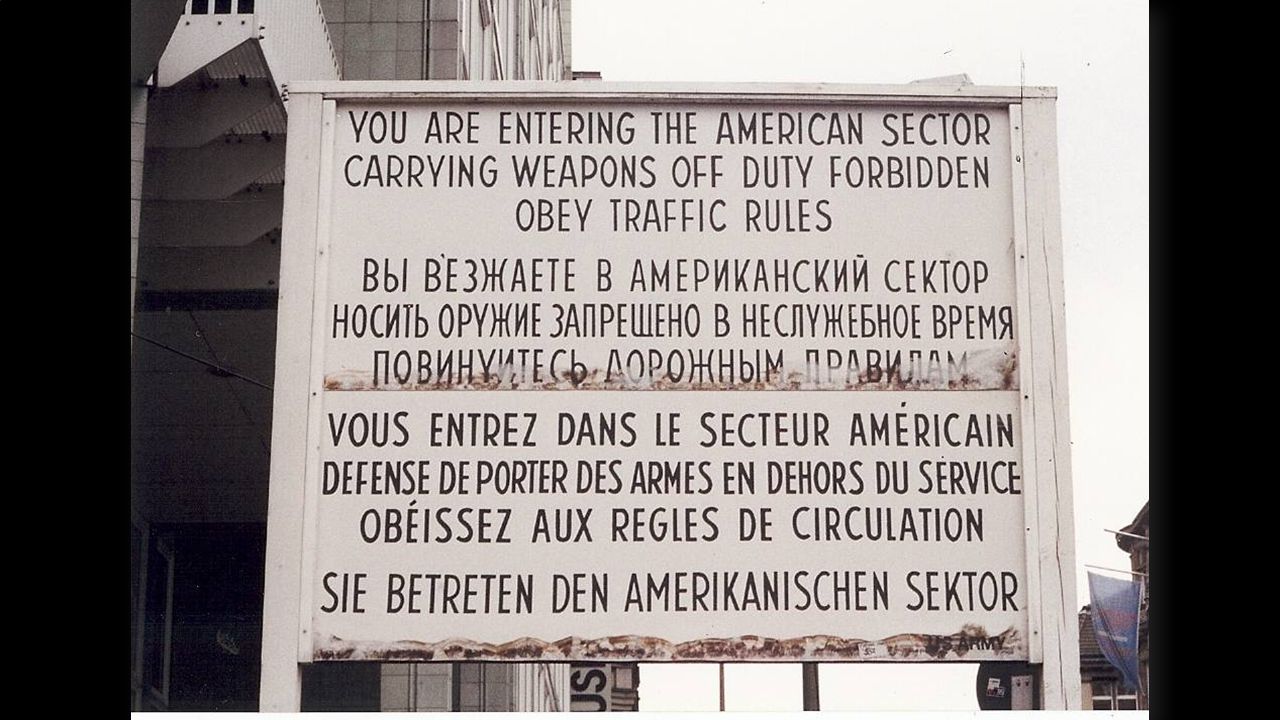 YOU ARE ENTERING THE AMERICAN SECTOR
CARRYING WEAPONS OFF DUTY FORBIDDEN
OBEY TRAFFIC RULES
ВЫ В'ЕЗЖАЕТЕ В АМЕРИКАНСКИЙ СЕКТОР
НОСИТЬ ОРУЖИЕ ЗАПРЕЩЕНО В НЕСЛУЖЕБНОЕ ВРЕМЯ
ПОВИНУЙТЕСЬ ДОРОЖНЫМ ПРАВИЛАМ
VOUS ENTREZ DANS LE SECTEUR AMÉRICAIN
DEFENSE DE PORTER DES ARMES EN DEHORS DU SERVICE
OBÉISSEZ AUX REGLES DE CIRCULATION
SIE BETRETEN DEN AMERIKANISCHEN SEKTOR
US ARMY
US